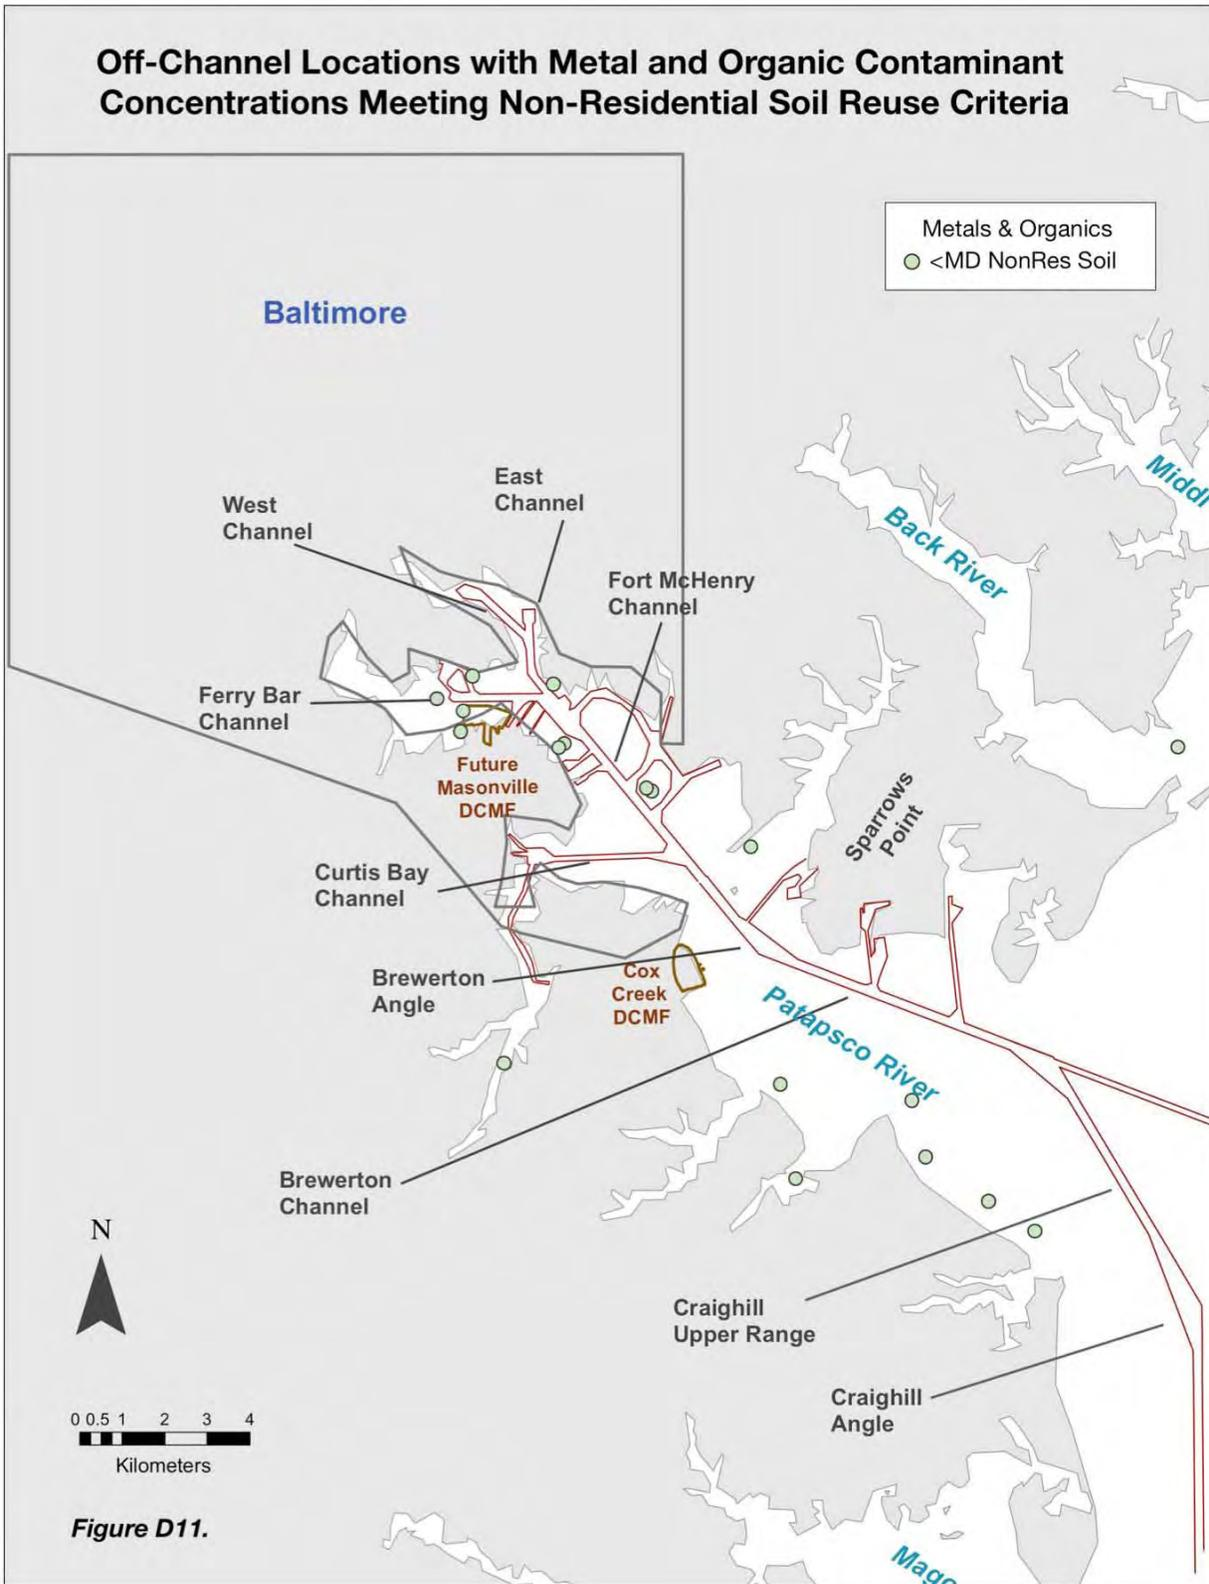 Off-Channel Locations with Metal and Organic Contaminant
Concentrations Meeting Non-Residential Soil Reuse Criteria
Metals & Organics
<MD NonRes Soil
Baltimore
Middl
Back River
East
Channel
West
Channel
Fort McHenry
Channel
Ferry Bar
Channel
Future
Masonville
DCMF
Sparrows
Point
Curtis Bay
Channel
Brewerton
Angle
Cox
Creek
DCMF
Patapsco River
Brewerton
Channel
N
Craighill
Upper Range
Craighill
Angle
0 0.5 1 2 3 4
Kilometers
Figure D11.
Mago